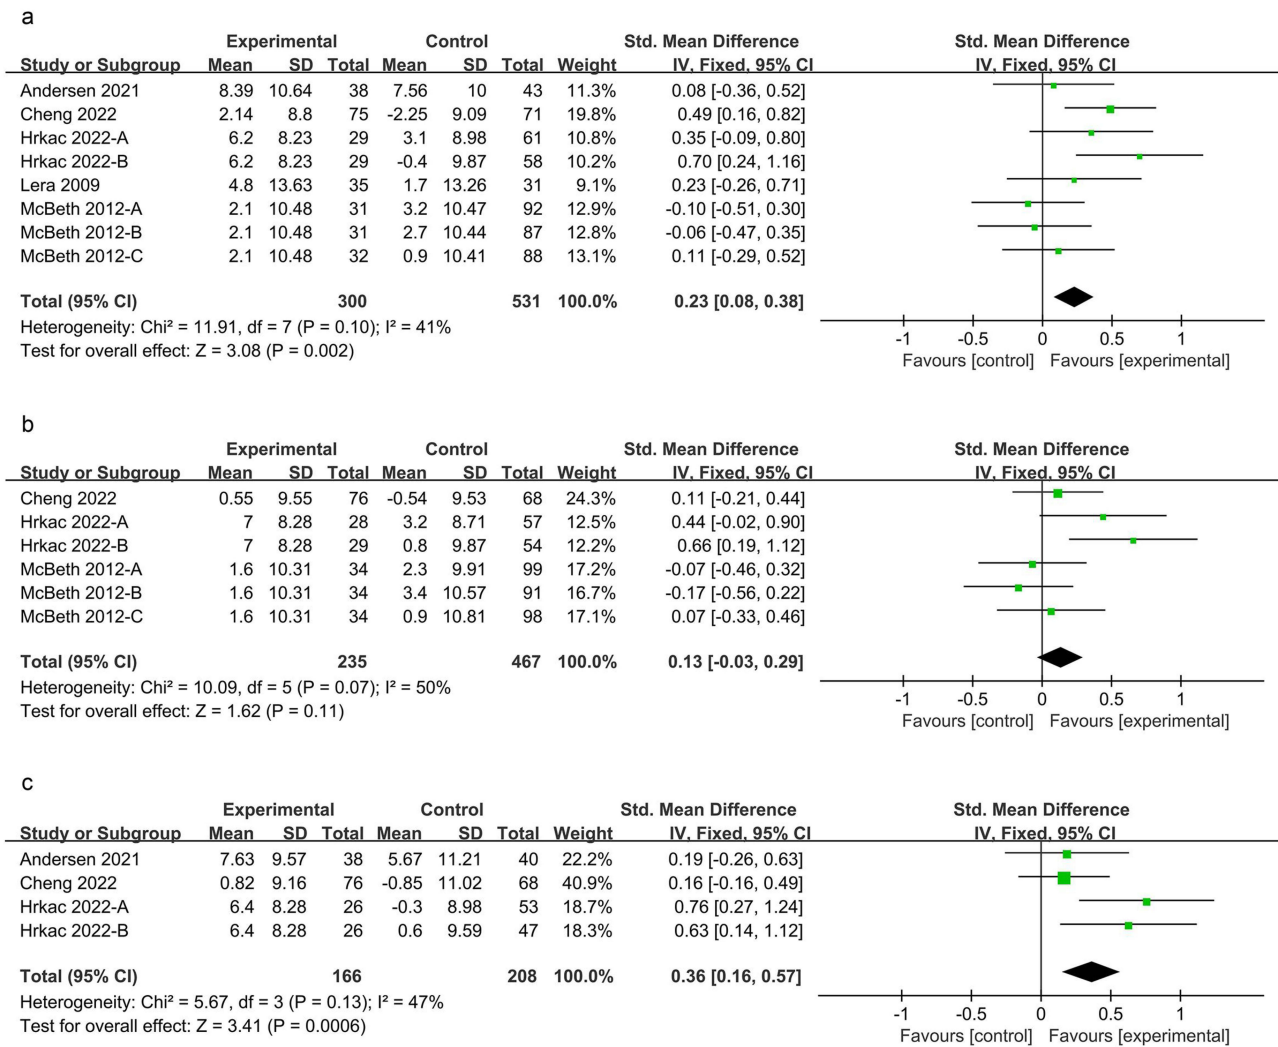 a
Experimental Control Std. Mean Difference Std. Mean Difference
Study or Subgroup Mean SD Total Mean SD Total Weight IV, Fixed, 95% CI IV, Fixed, 95% CI
Andersen 2021 8.39 10.64 38 7.56 10 43 11.3% 0.08 [-0.36, 0.52]
Cheng 2022 2.14 8.8 75 -2.25 9.09 71 19.8% 0.49 [0.16, 0.82]
Hrkac 2022-A 6.2 8.23 29 3.1 8.98 61 10.8% 0.35 [-0.09, 0.80]
Hrkac 2022-B 6.2 8.23 29 -0.4 9.87 58 10.2% 0.70 [0.24, 1.16]
Lera 2009 4.8 13.63 35 1.7 13.26 31 9.1% 0.23 [-0.26, 0.71]
McBeth 2012-A 2.1 10.48 31 3.2 10.47 92 12.9% -0.10 [-0.51, 0.30]
McBeth 2012-B 2.1 10.48 31 2.7 10.44 87 12.8% -0.06 [-0.47, 0.35]
McBeth 2012-C 2.1 10.48 32 0.9 10.41 88 13.1% 0.11 [-0.29, 0.52]
Total (95% CI) 300 531 100.0% 0.23 [0.08, 0.38]
Heterogeneity: Chi² = 11.91, df = 7 (P = 0.10); I² = 41%
Test for overall effect: Z = 3.08 (P = 0.002)
-1 -0.5 0 0.5 1
Favours [control] Favours [experimental]
b
Experimental Control Std. Mean Difference Std. Mean Difference
Study or Subgroup Mean SD Total Mean SD Total Weight IV, Fixed, 95% CI IV, Fixed, 95% CI
Cheng 2022 0.55 9.55 76 -0.54 9.53 68 24.3% 0.11 [-0.21, 0.44]
Hrkac 2022-A 7 8.28 28 3.2 8.71 57 12.5% 0.44 [-0.02, 0.90]
Hrkac 2022-B 7 8.28 29 0.8 9.87 54 12.2% 0.66 [0.19, 1.12]
McBeth 2012-A 1.6 10.31 34 2.3 9.91 99 17.2% -0.07 [-0.46, 0.32]
McBeth 2012-B 1.6 10.31 34 3.4 10.57 91 16.7% -0.17 [-0.56, 0.22]
McBeth 2012-C 1.6 10.31 34 0.9 10.81 98 17.1% 0.07 [-0.33, 0.46]
Total (95% CI) 235 467 100.0% 0.13 [-0.03, 0.29]
Heterogeneity: Chi² = 10.09, df = 5 (P = 0.07); I² = 50%
Test for overall effect: Z = 1.62 (P = 0.11)
-1 -0.5 0 0.5 1
Favours [control] Favours [experimental]
c
Experimental Control Std. Mean Difference Std. Mean Difference
Study or Subgroup Mean SD Total Mean SD Total Weight IV, Fixed, 95% CI IV, Fixed, 95% CI
Andersen 2021 7.63 9.57 38 5.67 11.21 40 22.2% 0.19 [-0.26, 0.63]
Cheng 2022 0.82 9.16 76 -0.85 11.02 68 40.9% 0.16 [-0.16, 0.49]
Hrkac 2022-A 6.4 8.28 26 -0.3 8.98 53 18.7% 0.76 [0.27, 1.24]
Hrkac 2022-B 6.4 8.28 26 0.6 9.59 47 18.3% 0.63 [0.14, 1.12]
Total (95% CI) 166 208 100.0% 0.36 [0.16, 0.57]
Heterogeneity: Chi² = 5.67, df = 3 (P = 0.13); I² = 47%
Test for overall effect: Z = 3.41 (P = 0.0006)
-1 -0.5 0 0.5 1
Favours [control] Favours [experimental]